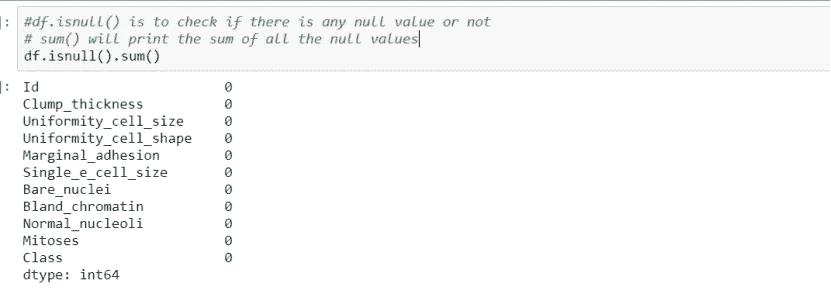 ]: #df.isnull() is to check if there is any null value or not
# sum() will print the sum of all the null values
df.isnull().sum()
]: Id 0
Clump_thickness 0
Uniformity_cell_size 0
Uniformity_cell_shape 0
Marginal_adhesion 0
Single_e_cell_size 0
Bare_nuclei 0
Bland_chromatin 0
Normal_nucleoli 0
Mitoses 0
Class 0
dtype: int64